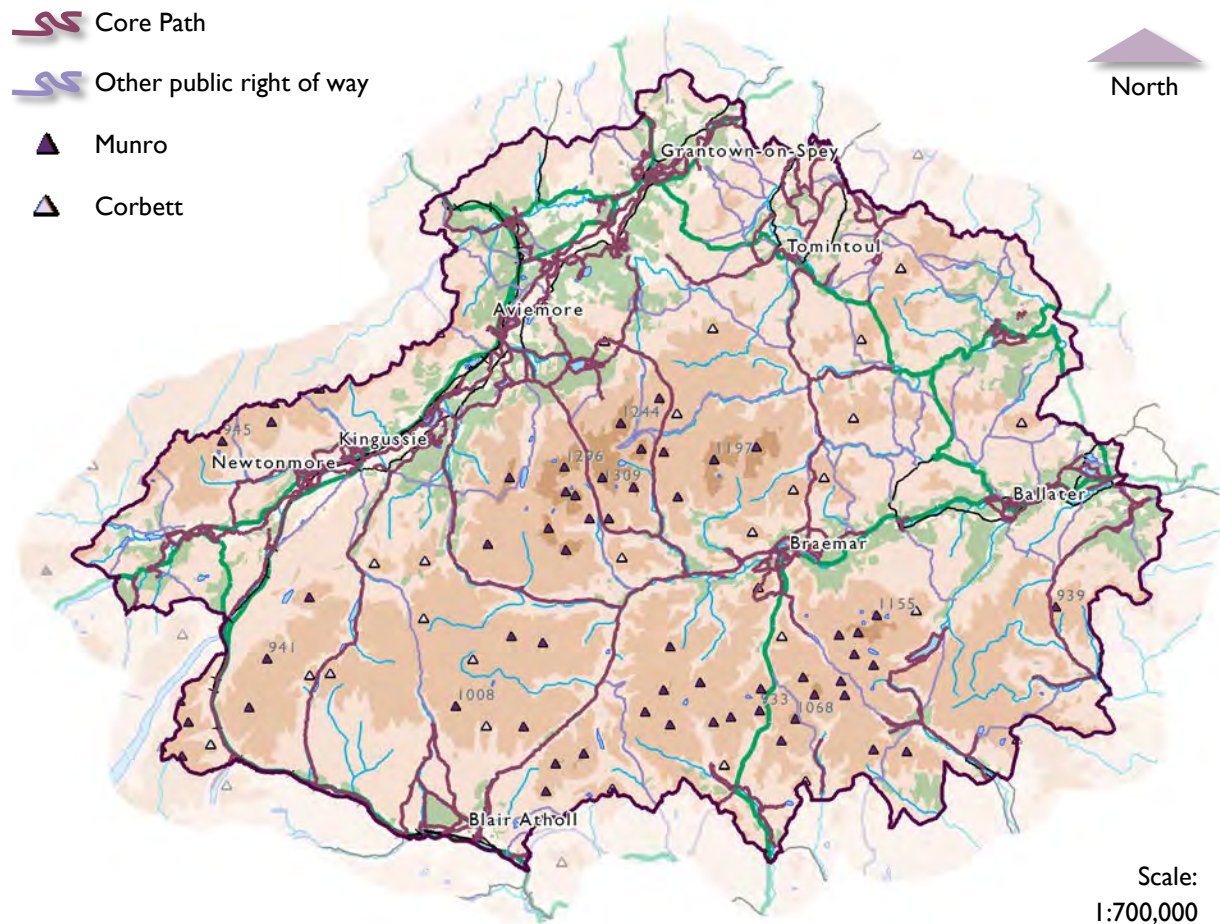 Core Path
Other public right of way
North
Munro
Corbett
Grantown-on-Spey
Tomintoul
Aviemore
1244
945
Kingussie
1197
Newtonmore
1296
1309
Ballater
Braemar
939
1155
941
1008
933
1068
Blair Atholl
Scale:
1:700,000